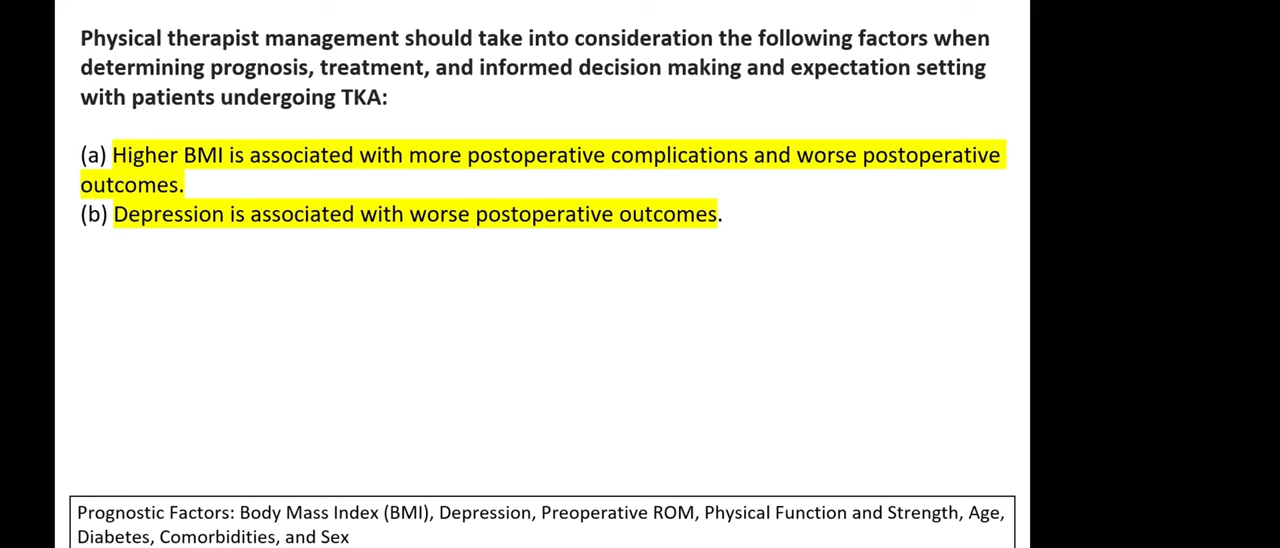 Physical therapist management should take into consideration the following factors when
determining prognosis, treatment, and informed decision making and expectation setting
with patients undergoing TKA:
(a) Higher BMI is associated with more postoperative complications and worse postoperative
outcomes.
(b) Depression is associated with worse postoperative outcomes.
Prognostic Factors: Body Mass Index (BMI), Depression, Preoperative ROM, Physical Function and Strength, Age,
Diabetes, Comorbidities, and Sex